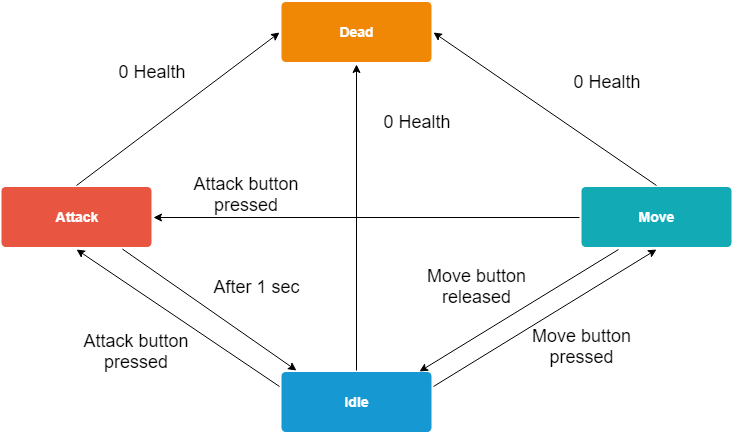 Dead
0 Health
0 Health
0 Health
Attack button
pressed
Attack
Move
After 1 sec
Move button
released
Attack button
pressed
Move button
pressed
Idle